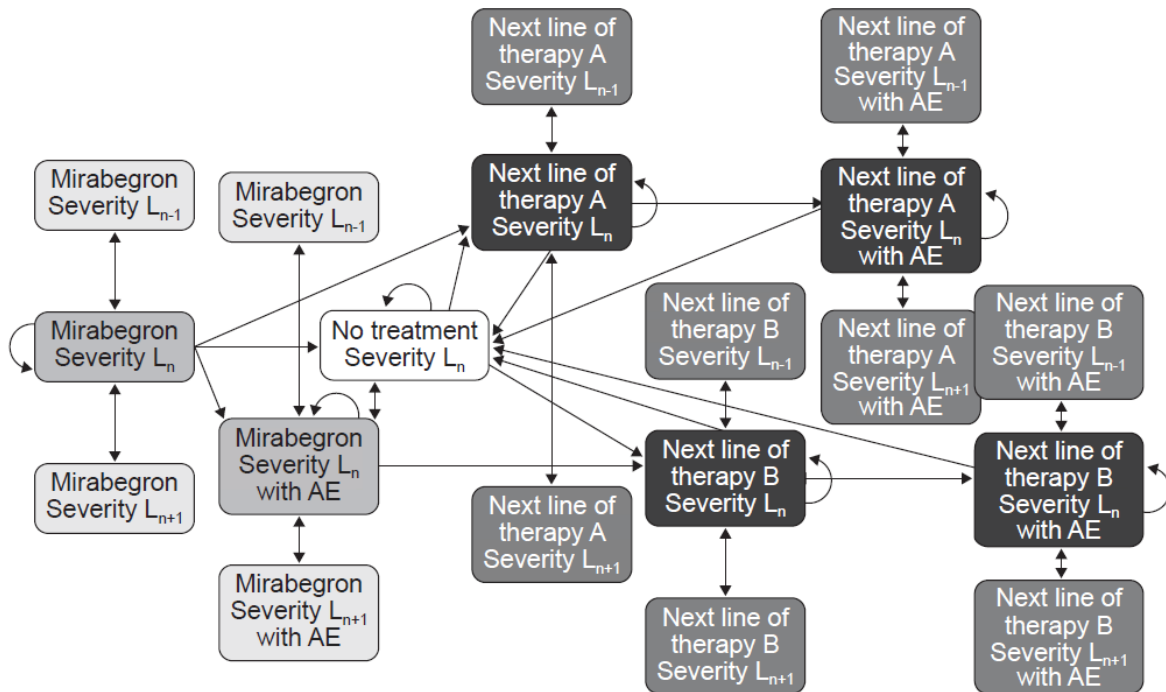 Next line of
therapy A
Severity Ln-1
Next line of
therapy A
Severity Ln-1
with AE
Mirabegron
Severity Ln-1
Mirabegron
Severity Ln-1
Next line of
therapy A
Severity Ln
Next line of
therapy A
Severity Ln
with AE
Mirabegron
Severity Ln
No treatment
Severity Ln
Next line of
therapy B
Severity Ln-1
Next line of
therapy A
Severity Ln+1
with AE
Next line of
therapy B
Severity Ln-1
with AE
Mirabegron
Severity Ln+1
Mirabegron
Severity Ln
with AE
Next line of
therapy A
Severity Ln+1
Next line of
therapy B
Severity Ln
Next line of
therapy B
Severity Ln
with AE
Mirabegron
Severity Ln+1
with AE
Next line of
therapy B
Severity Ln+1
Next line of
therapy B
Severity Ln+1
with AE